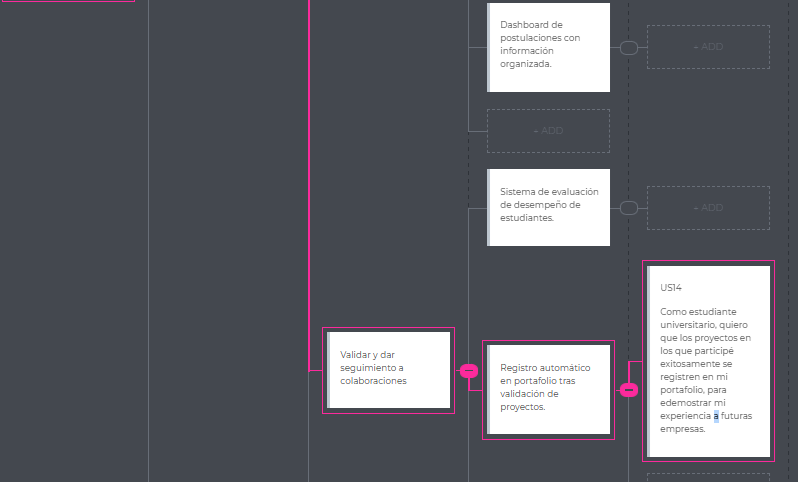 Dashboard de
postulaciones con
información
organizada.
+ ADD
+ ADD
Sistema de evaluación
de desempeño de
estudiantes.
+ ADD
Validar y dar
seguimiento a
colaboraciones
Registro automático
en portafolio tras
validación de
proyectos.
US14
Como estudiante
universitario, quiero
que los proyectos en
los que participé
exitosamente se
registren en mi
portafolio, para
edemostrar mi
experiencia a futuras
empresas.